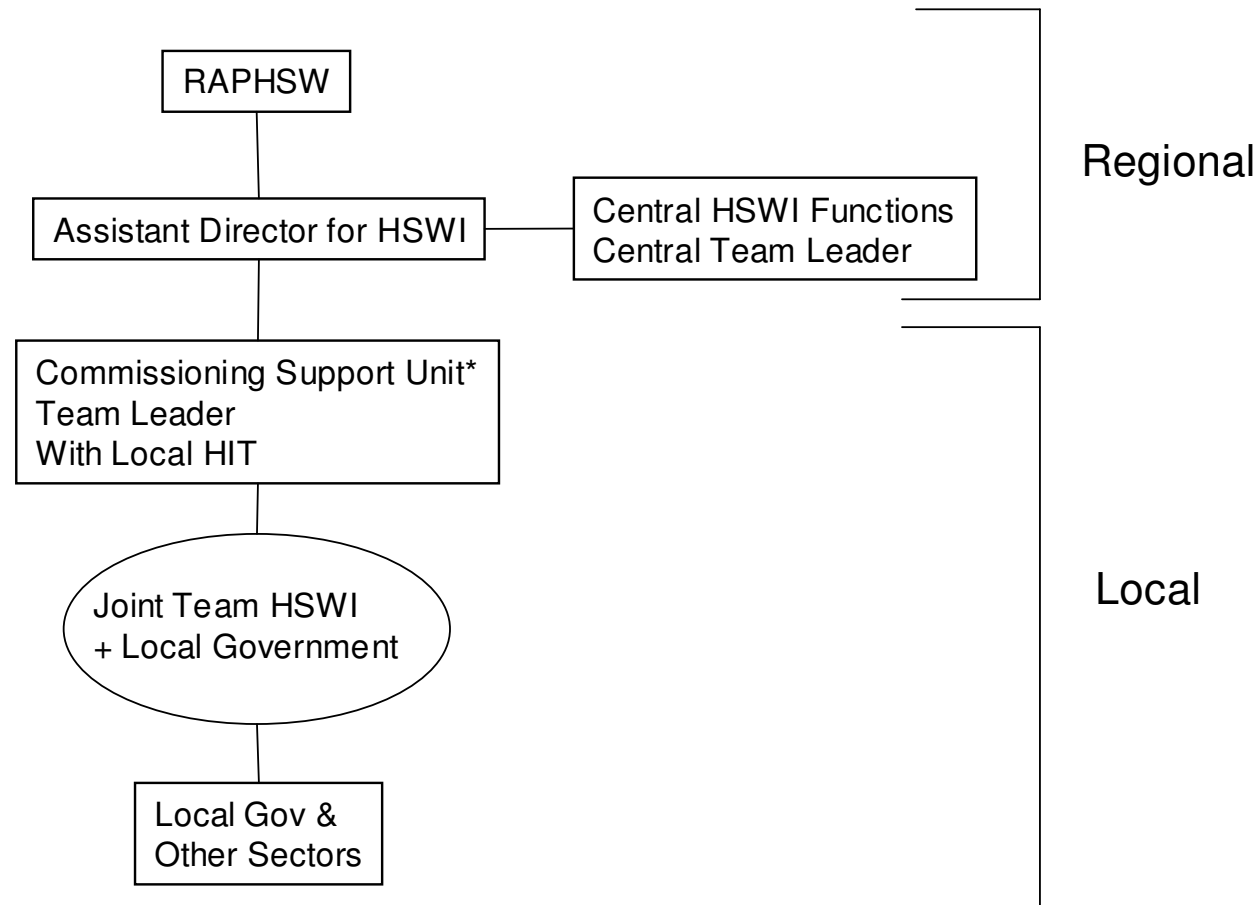 RAPHSW
Regional
Assistant Director for HSWI
Central HSWI Functions
Central Team Leader
Commissioning Support Unit*
Team Leader
With Local HIT
Joint Team HSWI
+ Local Government
Local
Local Gov &
Other Sectors